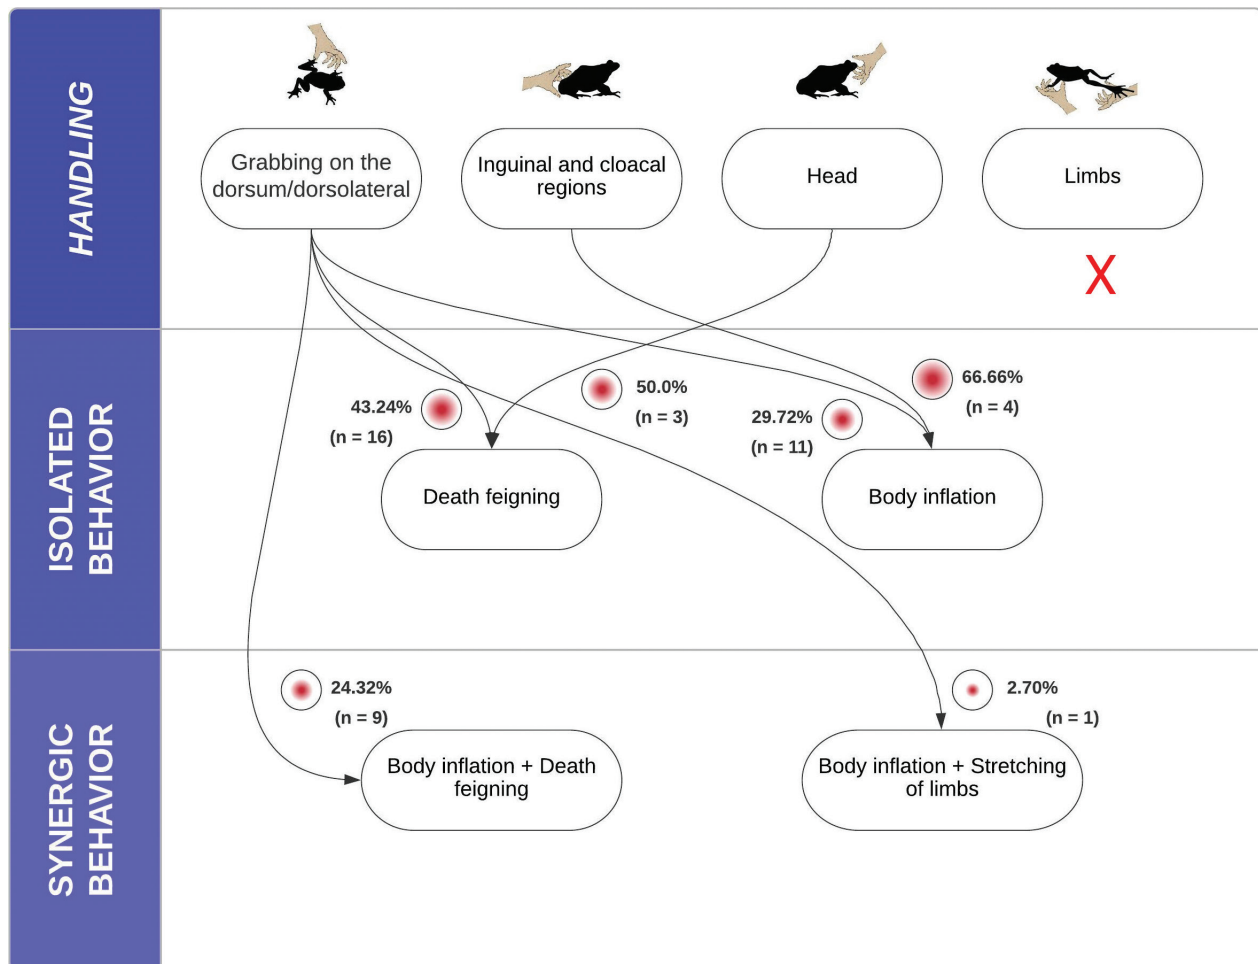 HANDLING
Grabbing on the
dorsum/dorsolateral
Inguinal and cloacal
regions
Head
Limbs
X
ISOLATED
BEHAVIOR
43.24%
(n = 16)
50.0%
(n = 3)
29.72%
(n = 11)
66.66%
(n = 4)
Death feigning
Body inflation
SYNERGIC
BEHAVIOR
24.32%
(n = 9)
2.70%
(n = 1)
Body inflation + Death
feigning
Body inflation + Stretching
of limbs